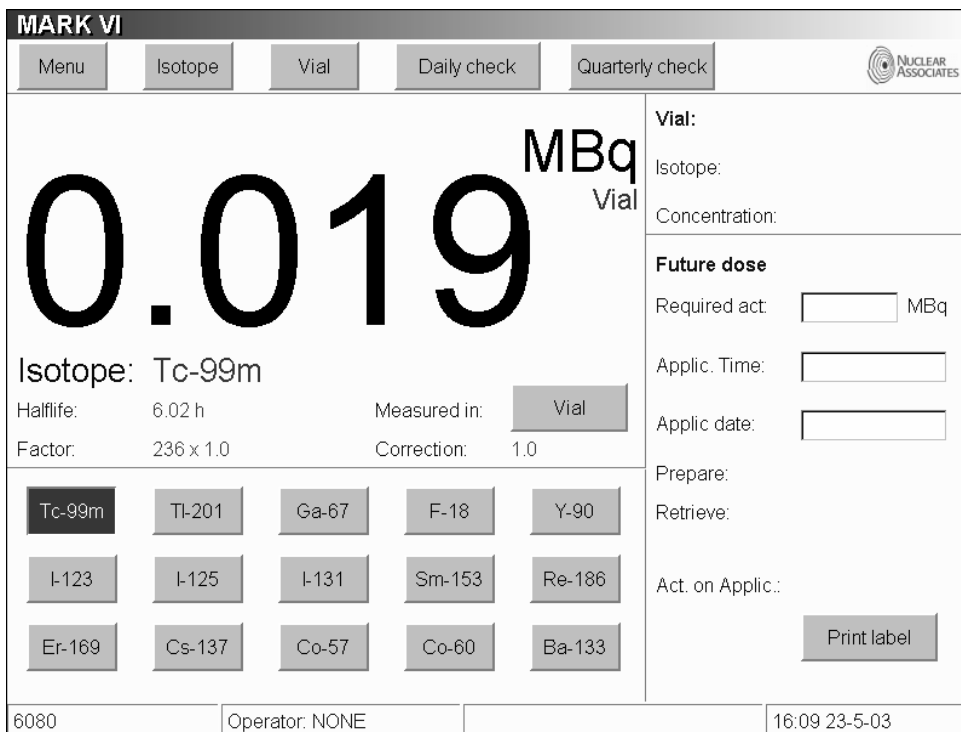 MARK VI
Menu Isotope Vial Daily check Quarterly check NUCLEAR ASSOCIATES
0.019 MBq
Vial
Isotope: Tc-99m
Halflife: 6.02 h Measured in: Vial
Factor: 236 x 1.0 Correction: 1.0
Tc-99m Tl-201 Ga-67 F-18 Y-90
I-123 I-125 I-131 Sm-153 Re-186
Er-169 Cs-137 Co-57 Co-60 Ba-133
Vial:
Isotope:
Concentration:
Future dose
Required act: MBq
Applic. Time:
Applic date:
Prepare:
Retrieve:
Act. on Applic.:
Print label
6080 Operator: NONE 16:09 23-5-03